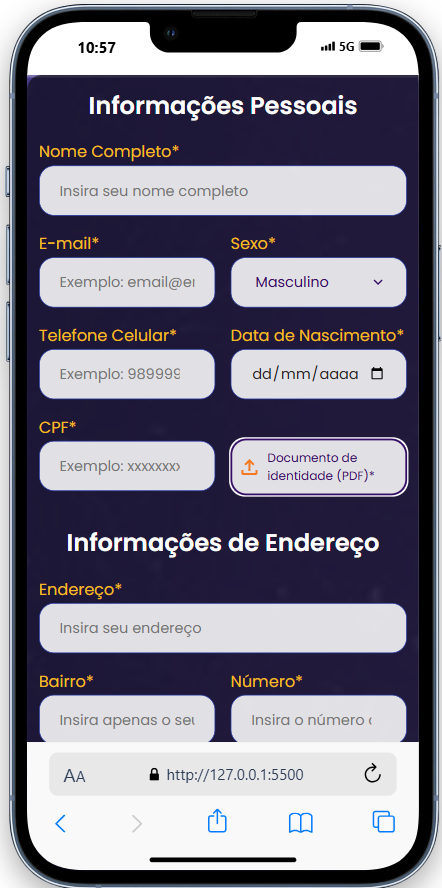 10:57
5G
Informações Pessoais
Nome Completo*
Insira seu nome completo
E-mail*
Sexo*
Exemplo: email@e
Masculino
Telefone Celular*
Data de Nascimento*
Exemplo: 989999
dd/mm/aaaa
CPF*
Exemplo: xxxxxxx
Documento de
identidade (PDF)*
Informações de Endereço
Endereço*
Insira seu endereço
Bairro*
Número*
Insira apenas o seu
Insira o número
AA
http://127.0.0.1:5500